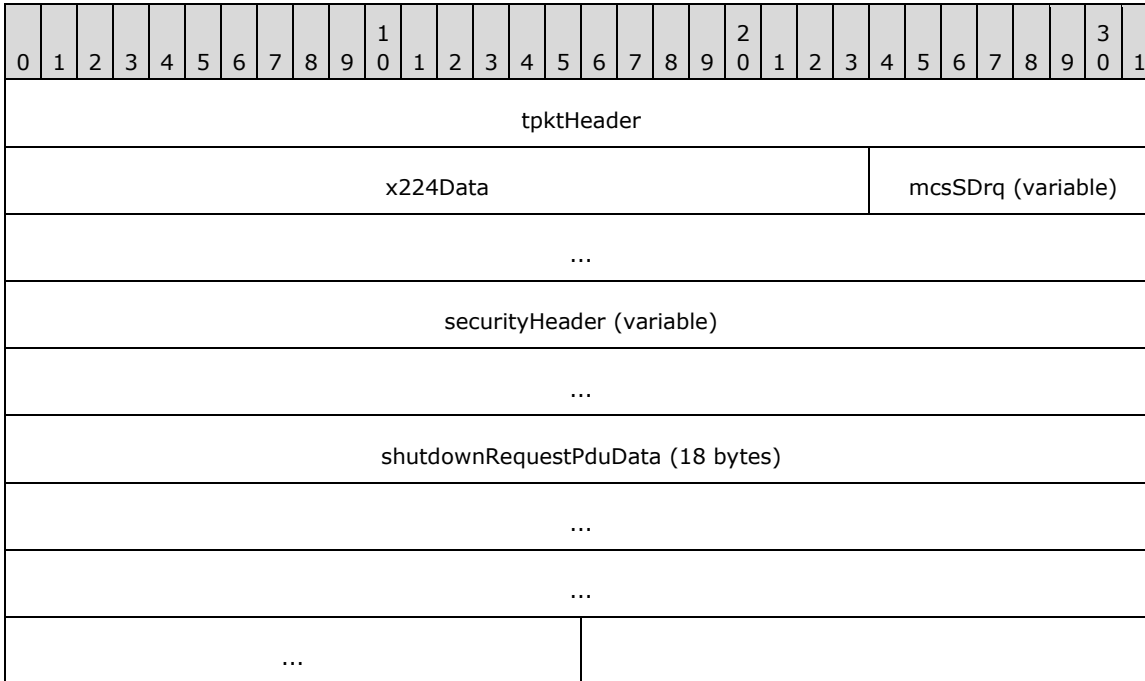 1 2 3
0 1 2 3 4 5 6 7 8 9 0 1 2 3 4 5 6 7 8 9 0 1 2 3 4 5 6 7 8 9 0 1
tpktHeader
x224Data mcsSDrq (variable)
...
securityHeader (variable)
...
shutdownRequestPduData (18 bytes)
...
...
...